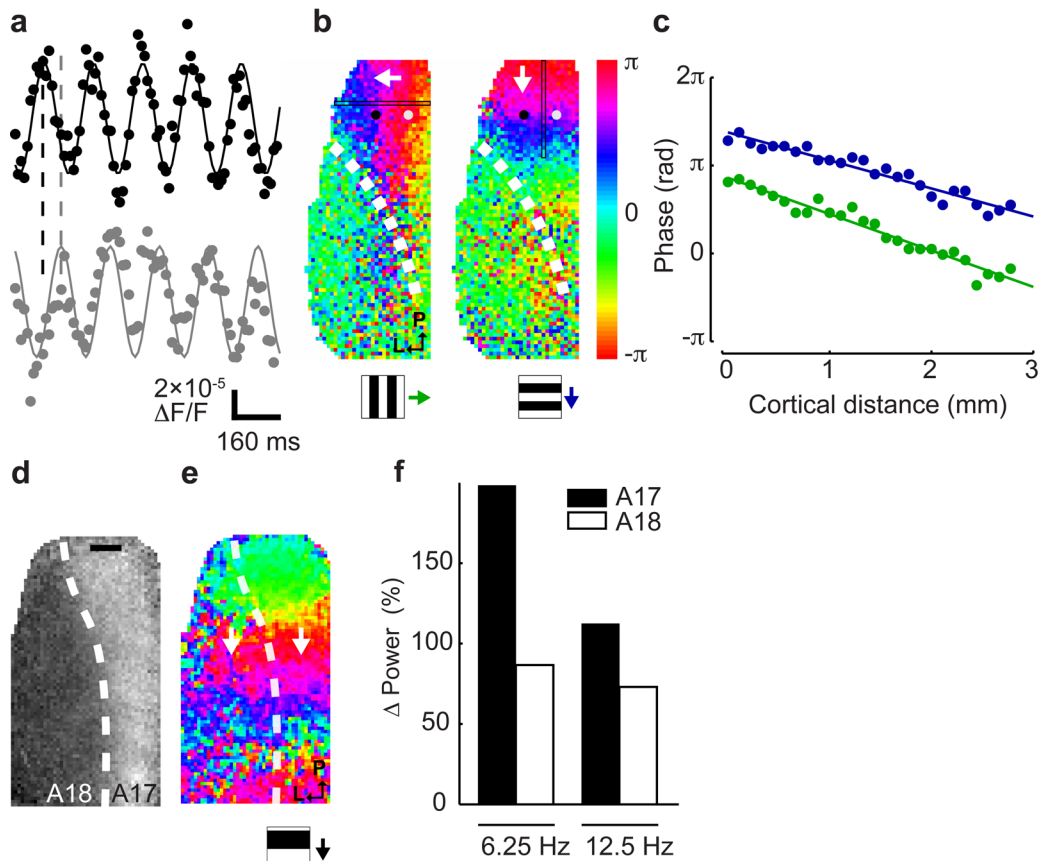 a
2×10⁻⁵
ΔF/F
160 ms
b
π
0
-π
P
L
c
2π
π
0
-π
Phase (rad)
0 1 2 3
Cortical distance (mm)
d
A18 A17
e
P
L
f
A17
A18
150
100
50
0
Δ Power (%)
6.25 Hz 12.5 Hz